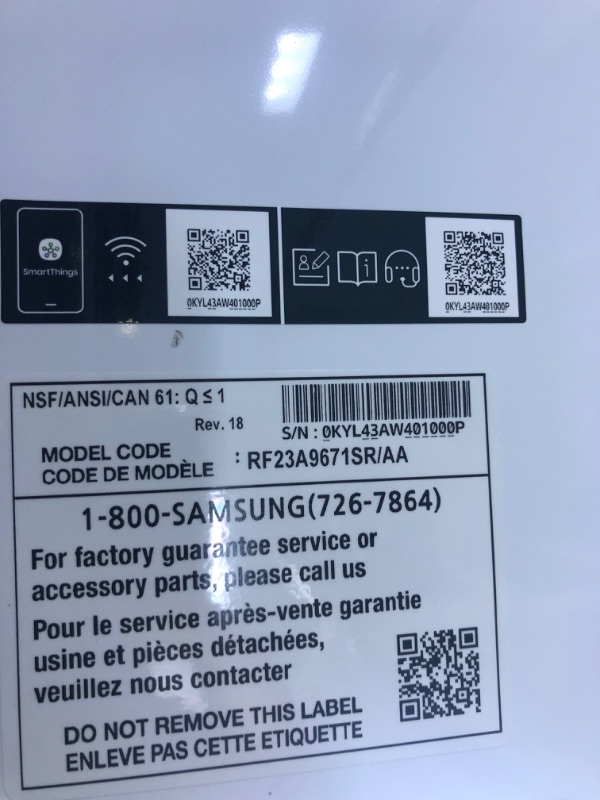 SmartThings
0KYL43AW401000P
0KYL43AW401000P
NSF/ANSI/CAN 61: Q ≤ 1
Rev. 18
S/N : 0KYL43AW401000P
MODEL CODE
CODE DE MODÈLE : RF23A9671SR/AA
1-800-SAMSUNG(726-7864)
For factory guarantee service or
accessory parts, please call us
Pour le service après-vente garantie
usine et pièces détachées,
veuillez nous contacter
DO NOT REMOVE THIS LABEL
ENLEVE PAS CETTE ETIQUETTE